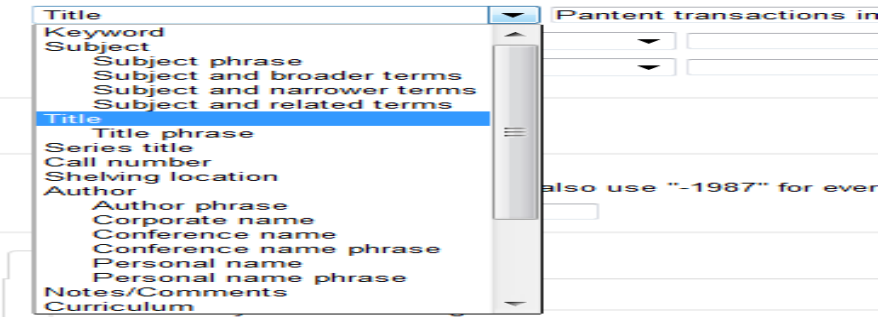 Title Pantent transactions in
Keyword
Subject
Subject phrase
Subject and broader terms
Subject and narrower terms
Subject and related terms
Title
Title phrase
Series title
Call number
Shelving location
Author
also use "-1987" for ever
Author phrase
Corporate name
Conference name
Conference name phrase
Personal name
Personal name phrase
Notes/Comments
Curriculum